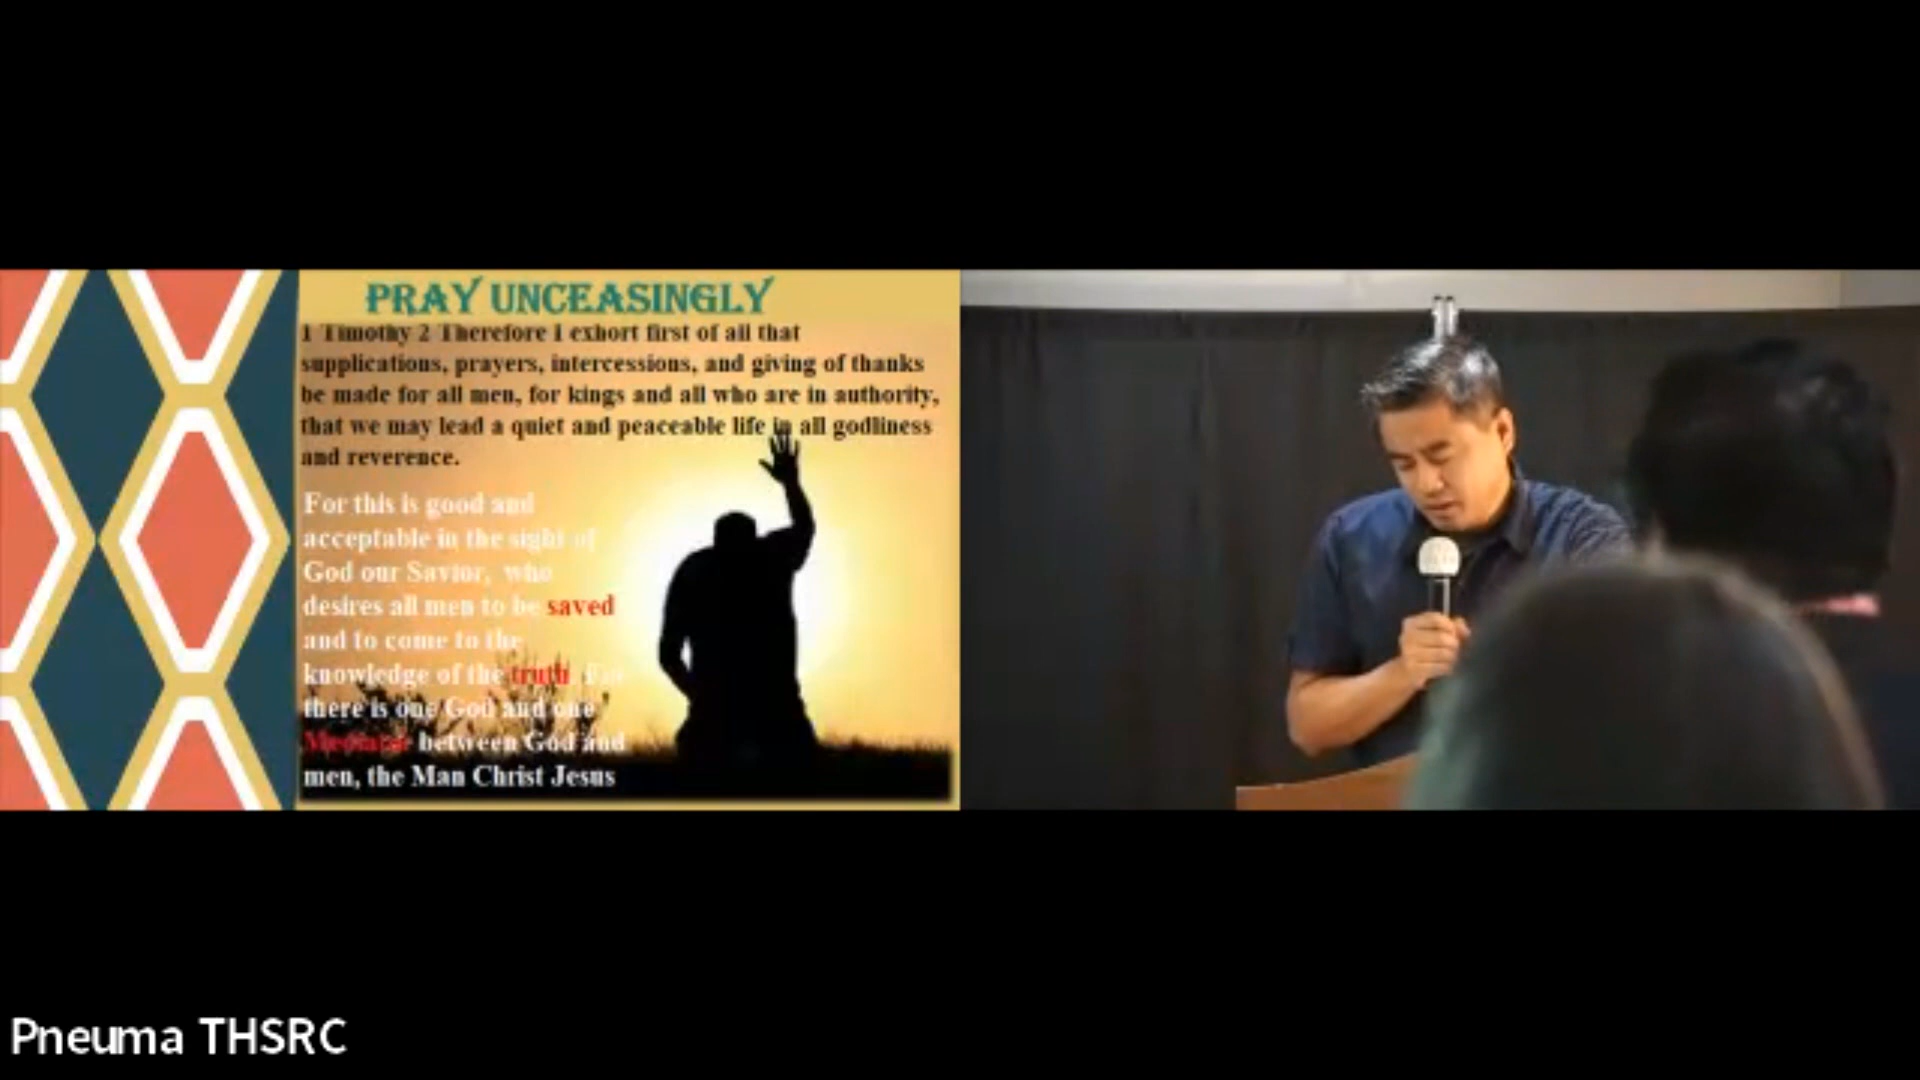 PRAY UNCEASINGLY
1 Timothy 2 Therefore I exhort first of all that
supplications, prayers, intercessions, and giving of thanks
be made for all men, for kings and all who are in authority,
that we may lead a quiet and peaceable life in all godliness
and reverence.
For this is good and
acceptable in the sight of
God our Savior, who
desires all men to be saved
and to come to the
knowledge of the truth. For
there is one God and one
Mediator between God and
men, the Man Christ Jesus
Pneuma THSRC